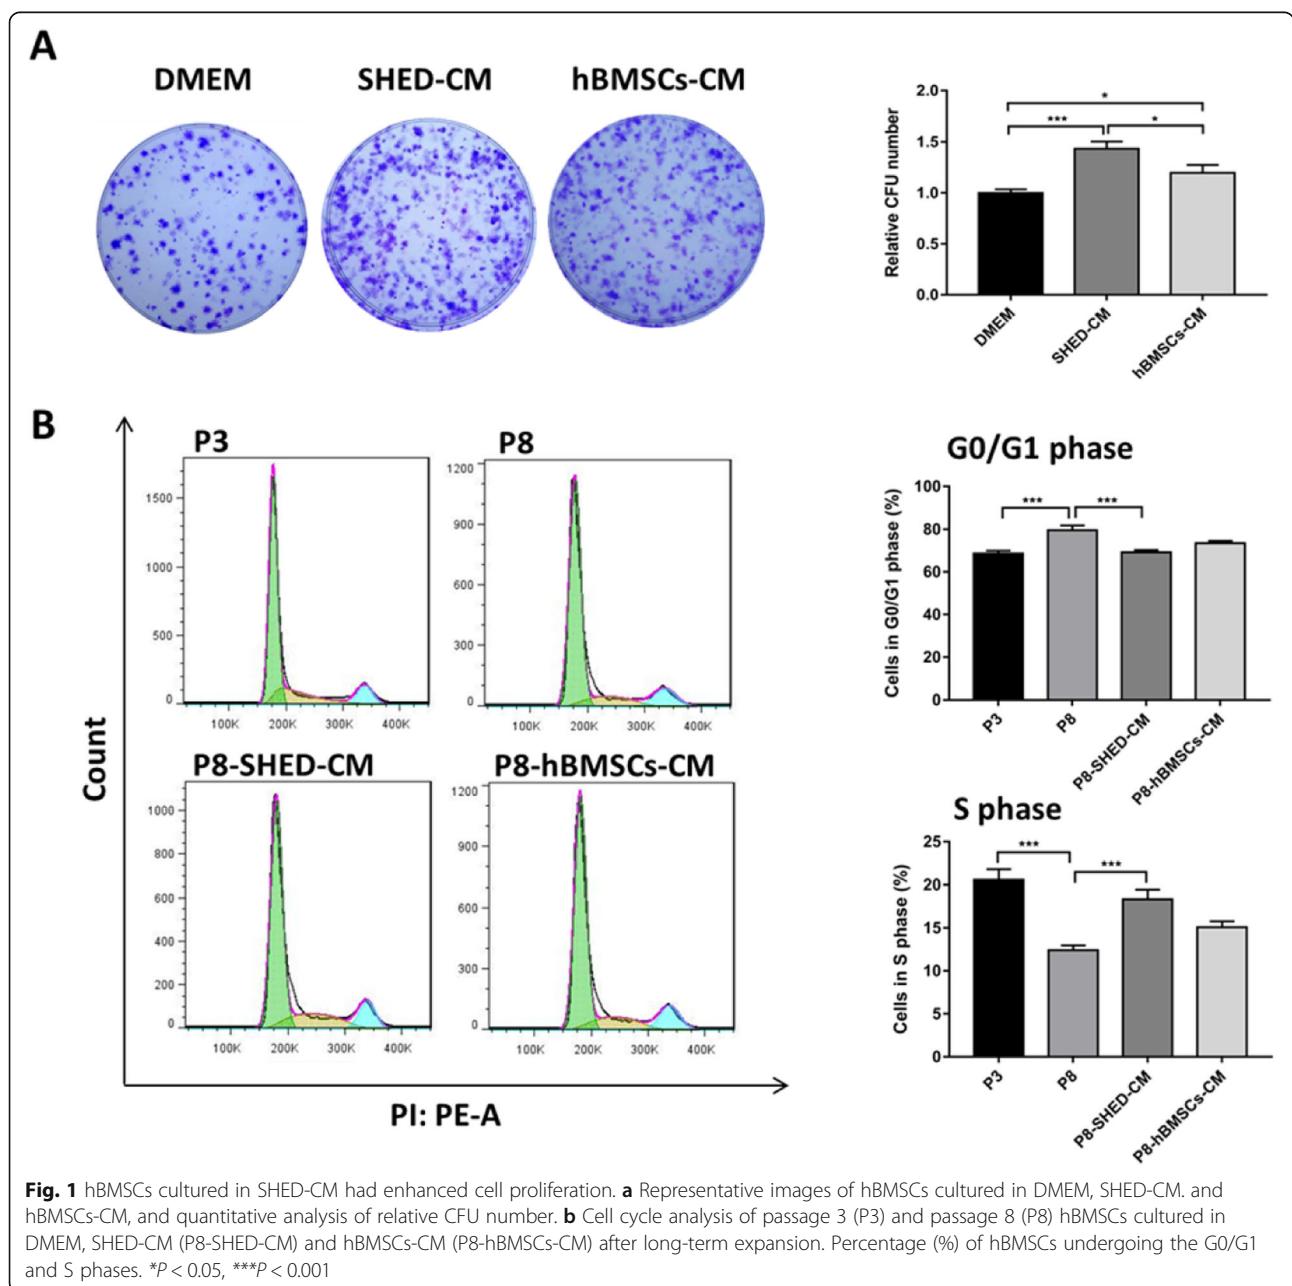 A
DMEM
SHED-CM
hBMSCs-CM
Relative CFU number
2.0
1.5
1.0
0.5
0.0
*
***
*
DMEM
SHED-CM
hBMSCs-CM
B
Count
P3
1500
1000
500
0
100K 200K 300K 400K
P8
1200
900
600
300
0
100K 200K 300K 400K
P8-SHED-CM
1000
800
600
400
200
0
100K 200K 300K 400K
P8-hBMSCs-CM
1200
900
600
300
0
100K 200K 300K 400K
PI: PE-A
G0/G1 phase
Cells in G0/G1 phase (%)
100
80
60
40
20
0
***
***
P3
P8
P8-SHED-CM
P8-hBMSCs-CM
S phase
Cells in S phase (%)
25
20
15
10
5
0
***
***
P3
P8
P8-SHED-CM
P8-hBMSCs-CM
Fig. 1 hBMSCs cultured in SHED-CM had enhanced cell proliferation. a Representative images of hBMSCs cultured in DMEM, SHED-CM. and
hBMSCs-CM, and quantitative analysis of relative CFU number. b Cell cycle analysis of passage 3 (P3) and passage 8 (P8) hBMSCs cultured in
DMEM, SHED-CM (P8-SHED-CM) and hBMSCs-CM (P8-hBMSCs-CM) after long-term expansion. Percentage (%) of hBMSCs undergoing the G0/G1
and S phases. *P < 0.05, ***P < 0.001